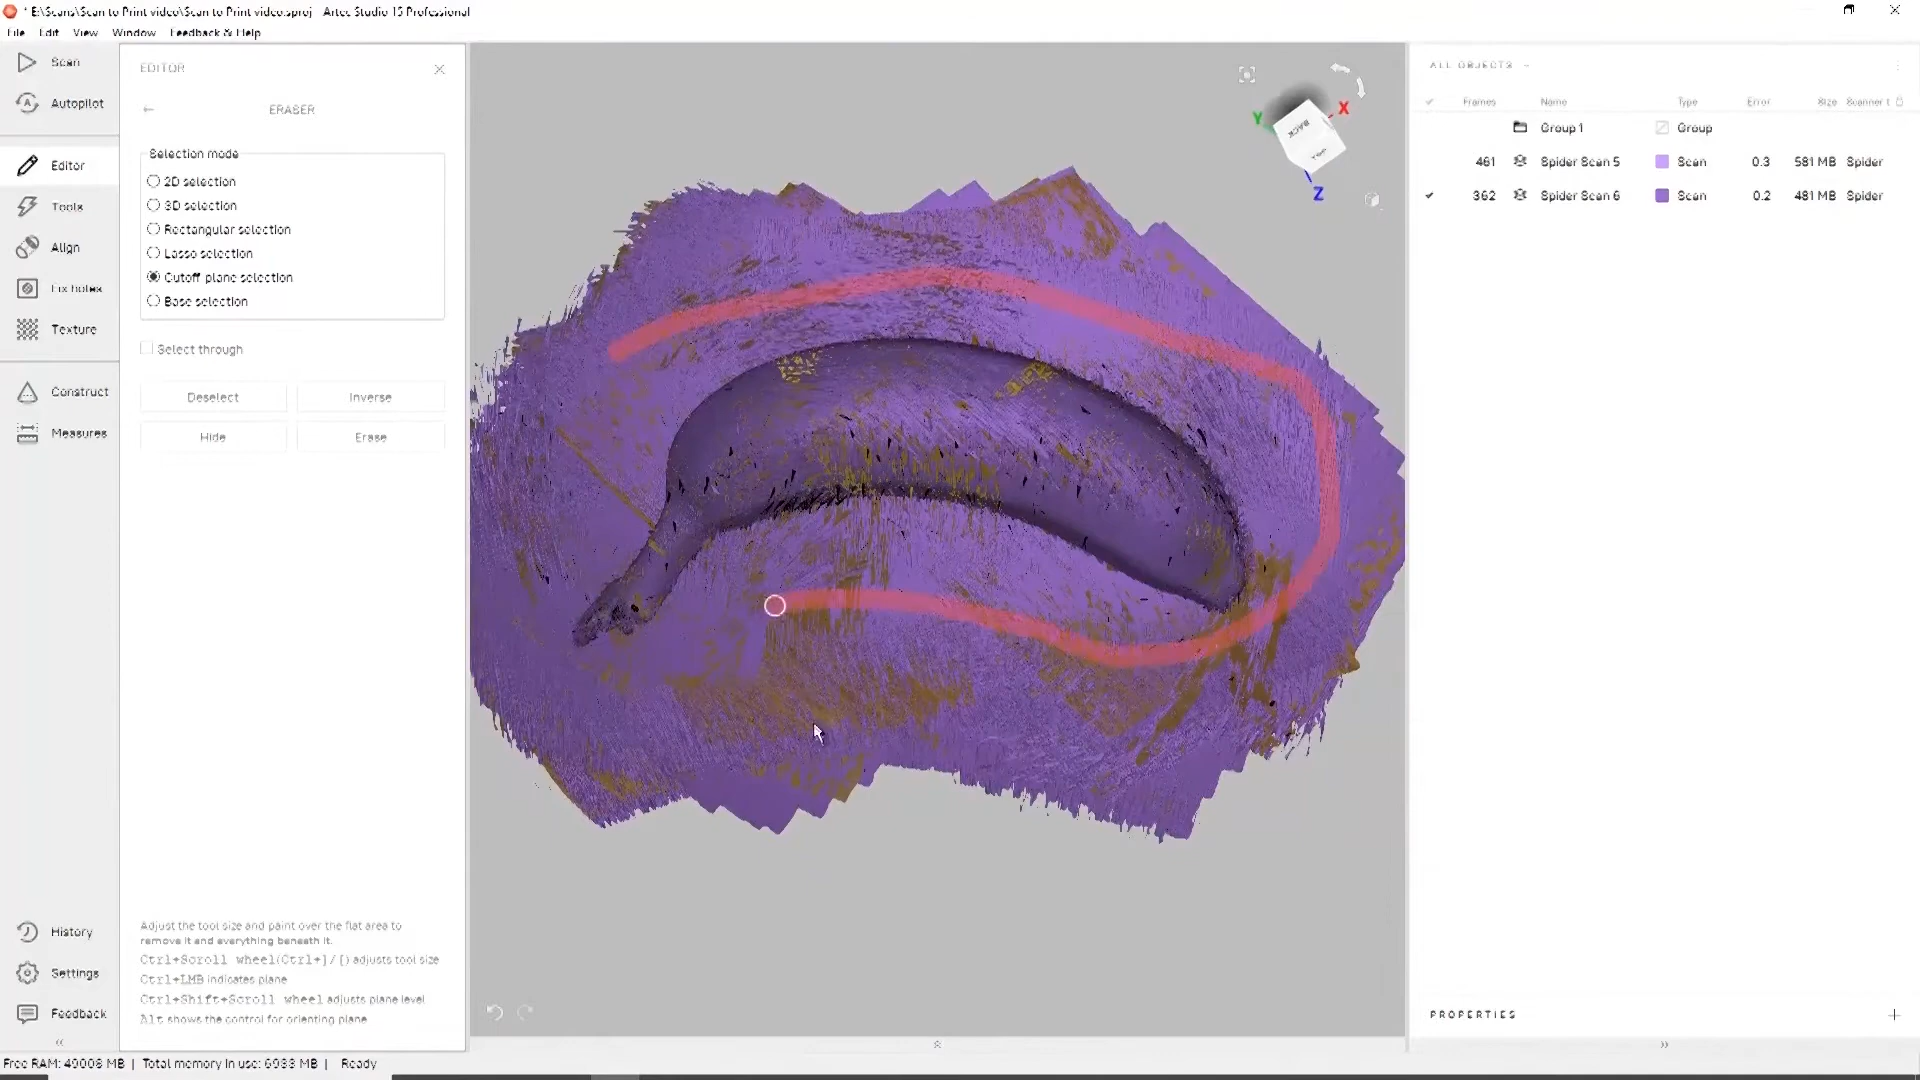 * E:\Scans\Scan to Print video\Scan to Print video.sproj - Artec Studio 15 Professional
File Edit View Window Feedback & Help
Scan
Autopilot
Editor
Tools
Align
Fix holes
Texture
Construct
Measures
History
Settings
Feedback
«
EDITOR
←
ERASER
Selection mode
2D selection
3D selection
Rectangular selection
Lasso selection
Cutoff plane selection
Base selection
Select through
Deselect Inverse
Hide Erase
Adjust the tool size and paint over the flat area to
remove it and everything beneath it.
Ctrl+Scroll wheel(Ctrl+]/[) adjusts tool size
Ctrl+LMB indicates plane
Ctrl+Shift+Scroll wheel adjusts plane level
Alt shows the control for orienting plane
Y X
BACK
TOP
Z
ALL OBJECTS
Frames Name Type Error Size Scanner t
Group 1 Group
461 Spider Scan 5 Scan 0.3 581 MB Spider
362 Spider Scan 6 Scan 0.2 481 MB Spider
PROPERTIES +
»
Free RAM: 49008 MB | Total memory in use: 6933 MB | Ready